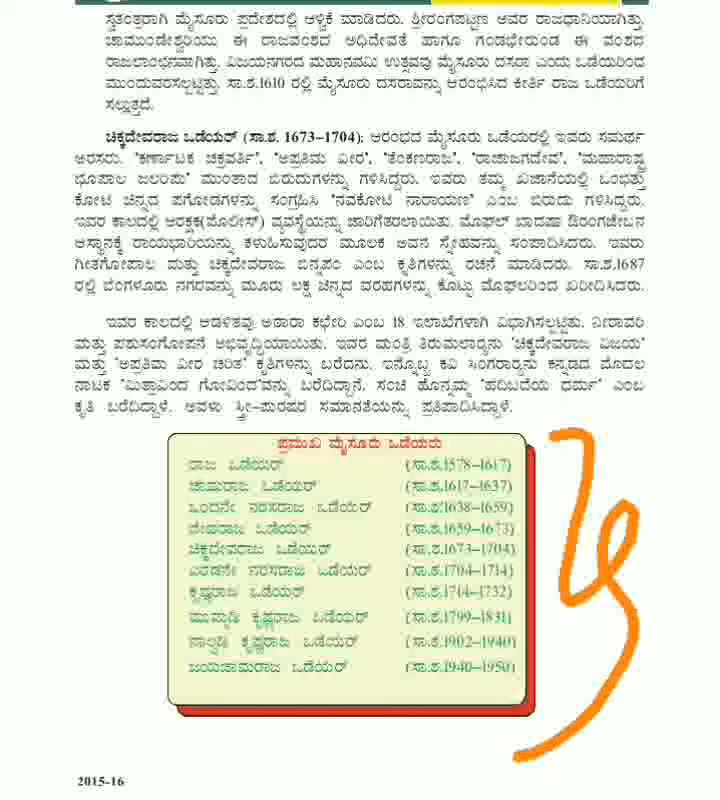 ಸ್ವತಂತ್ರರಾಗಿ ಮೈಸೂರು ಪ್ರದೇಶದಲ್ಲಿ ಆಳ್ವಿಕೆ ಮಾಡಿದರು. ಶ್ರೀರಂಗಪಟ್ಟಣ ಅವರ ರಾಜಧಾನಿಯಾಗಿತ್ತು.
ಚಾಮುಂಡೇಶ್ವರಿಯು ಈ ರಾಜವಂಶದ ಅಧಿದೇವತೆ ಹಾಗೂ ಗಂಡಭೇರುಂಡ ಈ ವಂಶದ
ರಾಜಲಾಂಛನವಾಗಿತ್ತು. ವಿಜಯನಗರದ ಮಹಾನವಮಿ ಉತ್ಸವವು ಮೈಸೂರು ದಸರಾ ಎಂದು ಒಡೆಯರಿಂದ
ಮುಂದುವರಸಲ್ಪಟ್ಟಿತ್ತು. ಸಾ.ಶ.1610 ರಲ್ಲಿ ಮೈಸೂರು ದಸರಾವನ್ನು ಆರಂಭಿಸಿದ ಕೀರ್ತಿ ರಾಜ ಒಡೆಯರಿಗೆ
ಸಲ್ಲುತ್ತದೆ.
ಚಿಕ್ಕದೇವರಾಜ ಒಡೆಯರ್ (ಸಾ.ಶ. 1673–1704): ಆರಂಭದ ಮೈಸೂರು ಒಡೆಯರಲ್ಲಿ ಇವರು ಸಮರ್ಥ
ಅರಸರು. 'ಕರ್ಣಾಟಕ ಚಕ್ರವರ್ತಿ', 'ಅಪ್ರತಿಮ ವೀರ', 'ತೆಂಕಣರಾಜ', 'ರಾಜಾಜಗದೇವ', 'ಮಹಾರಾಷ್ಟ್ರ
ಭೂಪಾಲ ಜಲರಿಪು' ಮುಂತಾದ ಬಿರುದುಗಳನ್ನು ಗಳಿಸಿದ್ದರು. ಇವರು ತಮ್ಮ ಖಜಾನೆಯಲ್ಲಿ ಒಂಭತ್ತು
ಕೋಟಿ ಚಿನ್ನದ ಪಗೋಡಗಳನ್ನು ಸಂಗ್ರಹಿಸಿ 'ನವಕೋಟಿ ನಾರಾಯಣ' ಎಂಬ ಬಿರುದು ಗಳಿಸಿದ್ದರು.
ಇವರ ಕಾಲದಲ್ಲಿ ಆರಕ್ಷಕ(ಪೊಲೀಸ್) ವ್ಯವಸ್ಥೆಯನ್ನು ಜಾರಿಗೆತರಲಾಯಿತು. ಮೊಘಲ್ ಬಾದಷಾ ಔರಂಗಜೇಬನ
ಆಸ್ಥಾನಕ್ಕೆ ರಾಯಭಾರಿಯನ್ನು ಕಳುಹಿಸುವುದರ ಮೂಲಕ ಅವನ ಸ್ನೇಹವನ್ನು ಸಂಪಾದಿಸಿದರು. ಇವರು
ಗೀತಗೋಪಾಲ ಮತ್ತು ಚಿಕ್ಕದೇವರಾಜ ಬಿನ್ನಪಂ ಎಂಬ ಕೃತಿಗಳನ್ನು ರಚನೆ ಮಾಡಿದರು. ಸಾ.ಶ.1687
ರಲ್ಲಿ ಬೆಂಗಳೂರು ನಗರವನ್ನು ಮೂರು ಲಕ್ಷ ಚಿನ್ನದ ವರಹಗಳನ್ನು ಕೊಟ್ಟು ಮೊಘಲರಿಂದ ಖರೀದಿಸಿದರು.
ಇವರ ಕಾಲದಲ್ಲಿ ಆಡಳಿತವು ಅಠಾರಾ ಕಛೇರಿ ಎಂಬ 18 ಇಲಾಖೆಗಳಾಗಿ ವಿಭಾಗಿಸಲ್ಪಟ್ಟಿತು. ನೀರಾವರಿ
ಮತ್ತು ಪಶುಸಂಗೋಪನೆ ಅಭಿವೃದ್ಧಿಯಾಯಿತು. ಇವರ ಮಂತ್ರಿ ತಿರುಮಲಾರ್‍ಯನು 'ಚಿಕ್ಕದೇವರಾಜ ವಿಜಯ'
ಮತ್ತು 'ಅಪ್ರತಿಮ ವೀರ ಚರಿತ' ಕೃತಿಗಳನ್ನು ಬರೆದನು. ಇನ್ನೊಬ್ಬ ಕವಿ ಸಿಂಗರಾರ್‍ಯನು ಕನ್ನಡದ ಮೊದಲ
ನಾಟಕ 'ಮಿತ್ರಾವಿಂದ ಗೋವಿಂದ'ವನ್ನು ಬರೆದಿದ್ದಾನೆ. ಸಂಚಿ ಹೊನ್ನಮ್ಮ 'ಹದಿಬದೆಯ ಧರ್ಮ' ಎಂಬ
ಕೃತಿ ಬರೆದಿದ್ದಾಳೆ. ಅವಳು ಸ್ತ್ರೀ–ಪುರಷರ ಸಮಾನತೆಯನ್ನು ಪ್ರತಿಪಾದಿಸಿದ್ದಾಳೆ.
ಪ್ರಮುಖ ಮೈಸೂರು ಒಡೆಯರು
ರಾಜ ಒಡೆಯರ್ (ಸಾ.ಶ.1578–1617)
ಚಾಮರಾಜ ಒಡೆಯರ್ (ಸಾ.ಶ.1617–1637)
ಒಂದನೇ ನರಸರಾಜ ಒಡೆಯರ್ (ಸಾ.ಶ.1638–1659)
ದೇವರಾಜ ಒಡೆಯರ್ (ಸಾ.ಶ.1659–1673)
ಚಿಕ್ಕದೇವರಾಜ ಒಡೆಯರ್ (ಸಾ.ಶ.1673–1704)
ಎರಡನೇ ನರಸರಾಜ ಒಡೆಯರ್ (ಸಾ.ಶ.1704–1714)
ಕೃಷ್ಣರಾಜ ಒಡೆಯರ್ (ಸಾ.ಶ.1714–1732)
ಮುಮ್ಮಡಿ ಕೃಷ್ಣರಾಜ ಒಡೆಯರ್ (ಸಾ.ಶ.1799–1831)
ನಾಲ್ವಡಿ ಕೃಷ್ಣರಾಜ ಒಡೆಯರ್ (ಸಾ.ಶ.1902–1940)
ಜಯಚಾಮರಾಜ ಒಡೆಯರ್ (ಸಾ.ಶ.1940–1950)
2015-16